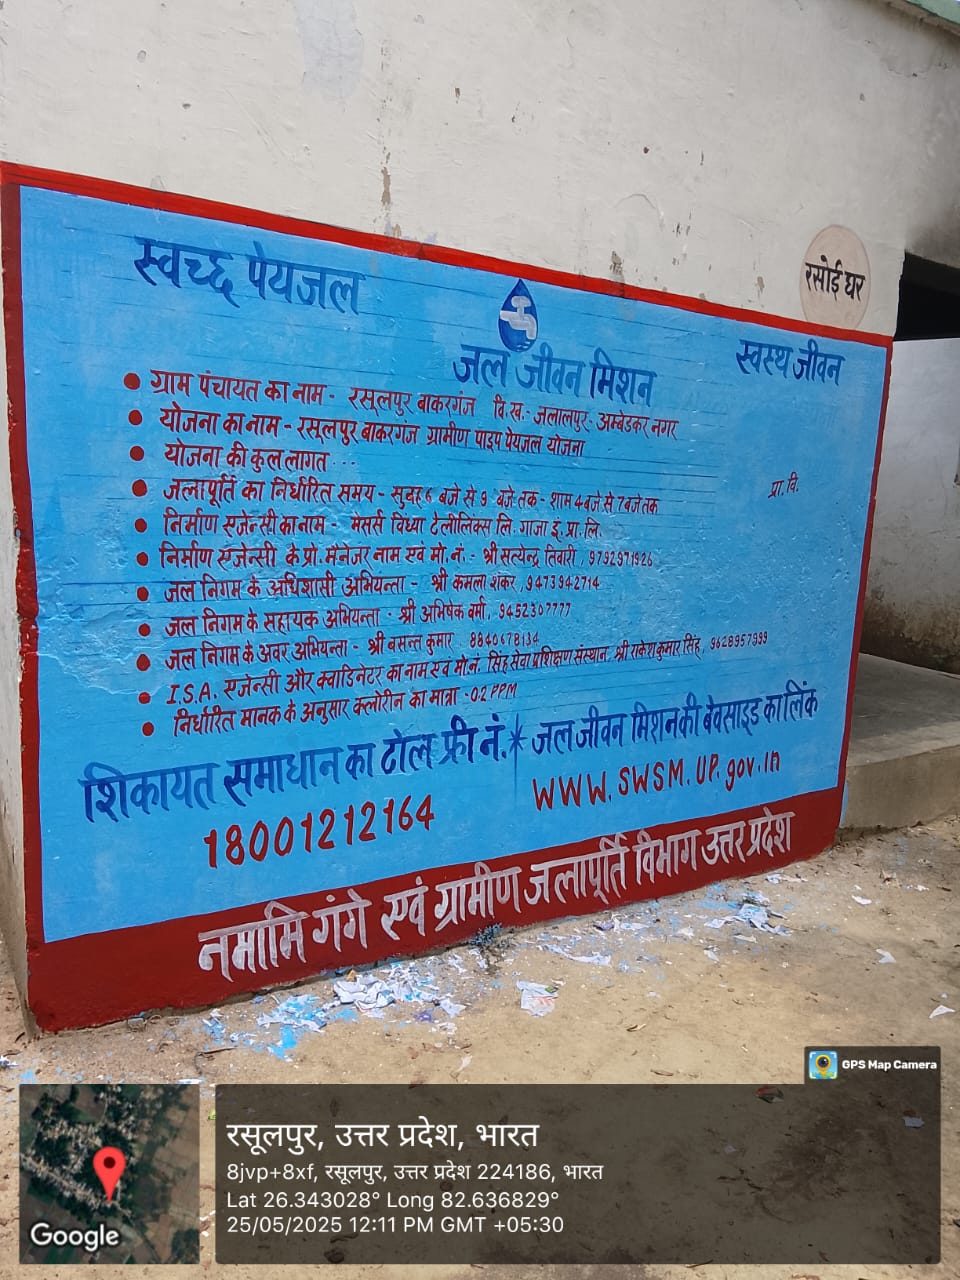 स्वच्छ पेयजल
रसोई घर
जल जीवन मिशन
स्वस्थ जीवन
ग्राम पंचायत का नाम - रसूलपुर बाकरगंज वि.ख.- जलालपुर- अम्बेडकर नगर
योजना का नाम - रसूलपुर बाकरगंज ग्रामीण पाइप पेयजल योजना
योजना की कुल लागत ...
प्रा. वि.
जलापूर्ति का निर्धारित समय - सुबह 6 बजे से 9 बजे तक - शाम 4 बजे से 7 बजे तक
निर्माण एजेन्सी का नाम - मेसर्स विध्या टेलीलिंक्स लि. गाजा इ. प्रा. लि.
निर्माण एजेन्सी के प्रो. मैनेजर नाम एवं मो. नं. - श्री सत्येन्द्र तिवारी , 9792971926
जल निगम के अधिशासी अभियन्ता - श्री कमला शंकर , 9473942714
जल निगम के सहायक अभियन्ता - श्री अभिषेक वर्मा , 9452307777
जल निगम के अवर अभियन्ता - श्री बसन्त कुमार 8840678134
I.S.A. एजेन्सी और क्वाडिनेटर का नाम एवं मो.नं. सिंह सेवा प्रशिक्षण संस्थान, श्री राकेश कुमार सिंह, 9628957999
निर्धारित मानक के अनुसार क्लोरीन का मात्रा - 0.2 PPM
शिकायत समाधान का टोल फ्री नं. * जल जीवन मिशन की बेवसाइड का लिंक
18001212164
WWW. SWSM. UP. gov. in
नमामि गंगे एवं ग्रामीण जलापूर्ति विभाग उत्तर प्रदेश
GPS Map Camera
रसूलपुर, उत्तर प्रदेश, भारत
8jvp+8xf, रसूलपुर, उत्तर प्रदेश 224186, भारत
Lat 26.343028° Long 82.636829°
25/05/2025 12:11 PM GMT +05:30
Google